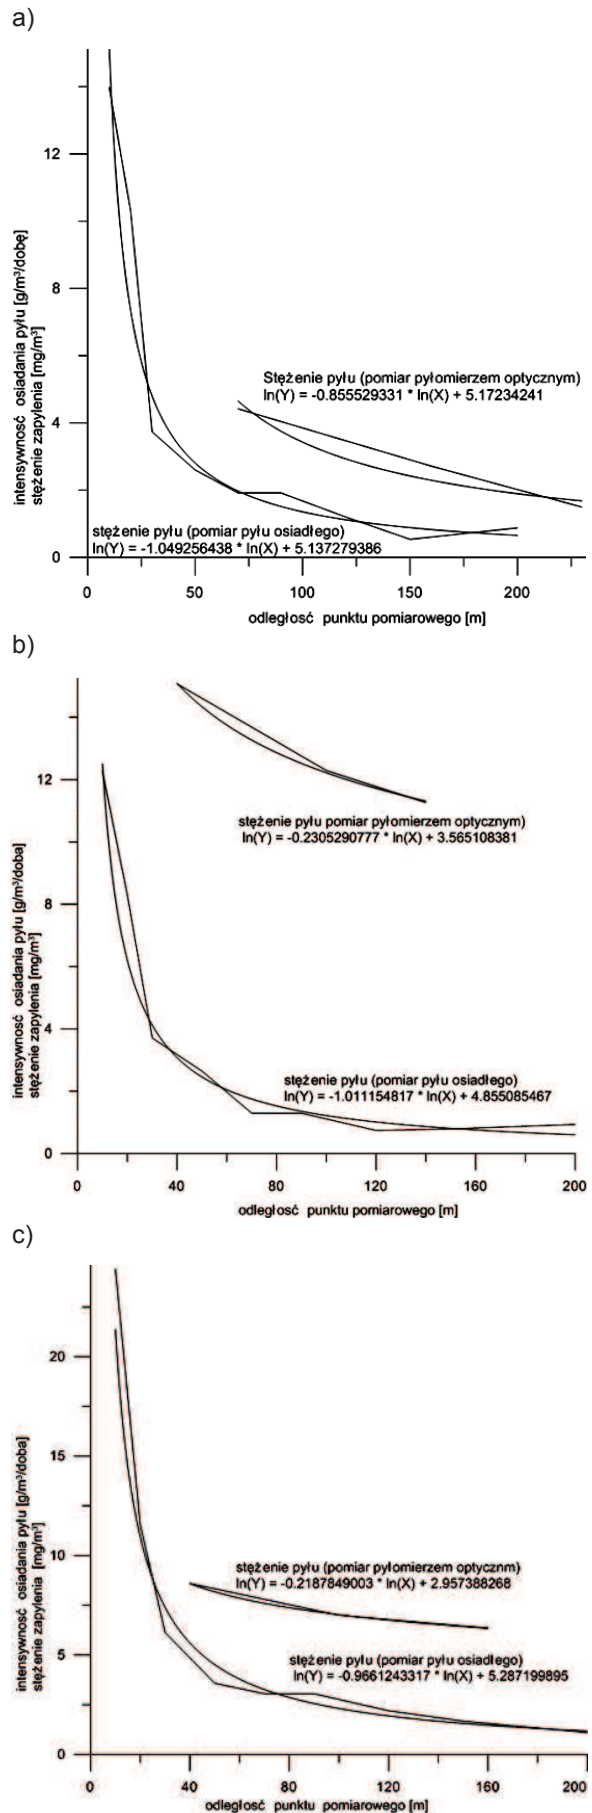 a)
12
8
4
0
intensywność osiadania pyłu [g/m³/dobę]
stężenie zapylenia [mg/m³]
Stężenie pyłu (pomiar pyłomierzem optycznym)
ln(Y) = -0.855529331 * ln(X) + 5.17234241
stężenie pyłu (pomiar pyłu osiadłego)
ln(Y) = -1.049256438 * ln(X) + 5.137279386
0 50 100 150 200
odległość punktu pomiarowego [m]
b)
12
8
4
0
intensywność osiadania pyłu [g/m³/doba]
stężenie zapylenia [mg/m³]
stężenie pyłu pomiar pyłomierzem optycznym)
ln(Y) = -0.2305290777 * ln(X) + 3.565108381
stężenie pyłu (pomiar pyłu osiadłego)
ln(Y) = -1.011154817 * ln(X) + 4.855085467
0 40 80 120 160 200
odległość punktu pomiarowego [m]
c)
20
15
10
5
0
intensywność osiadania pyłu [g/m³/doba]
stężenie zapylenia [mg/m³]
stężenie pyłu (pomiar pyłomierzem optycznm)
ln(Y) = -0.2187849003 * ln(X) + 2.957388268
stężenie pyłu (pomiar pyłu osiadłego)
ln(Y) = -0.9661243317 * ln(X) + 5.287199895
0 40 80 120 160 200
odległość punktu pomiarowego [m]